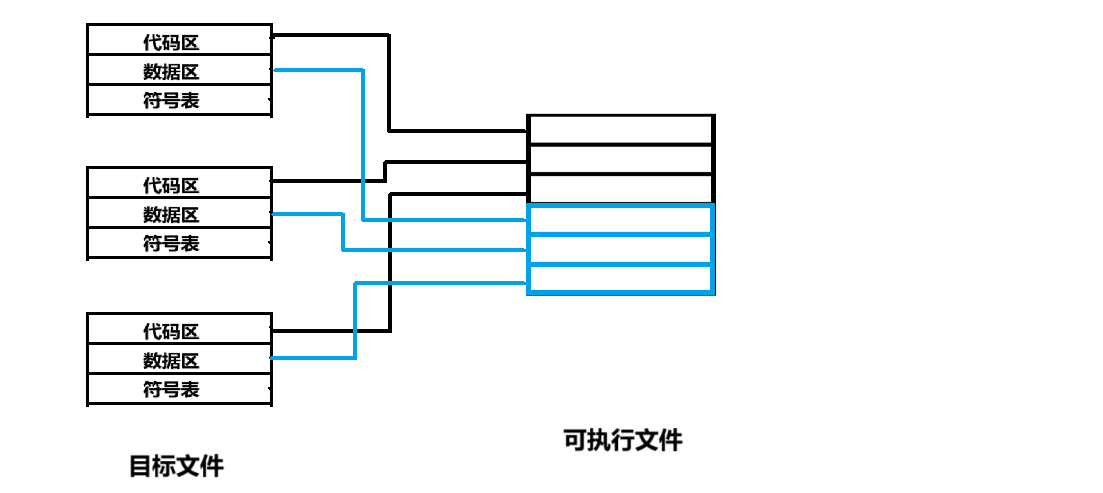 代码区
数据区
符号表
代码区
数据区
符号表
代码区
数据区
符号表
目标文件
可执行文件